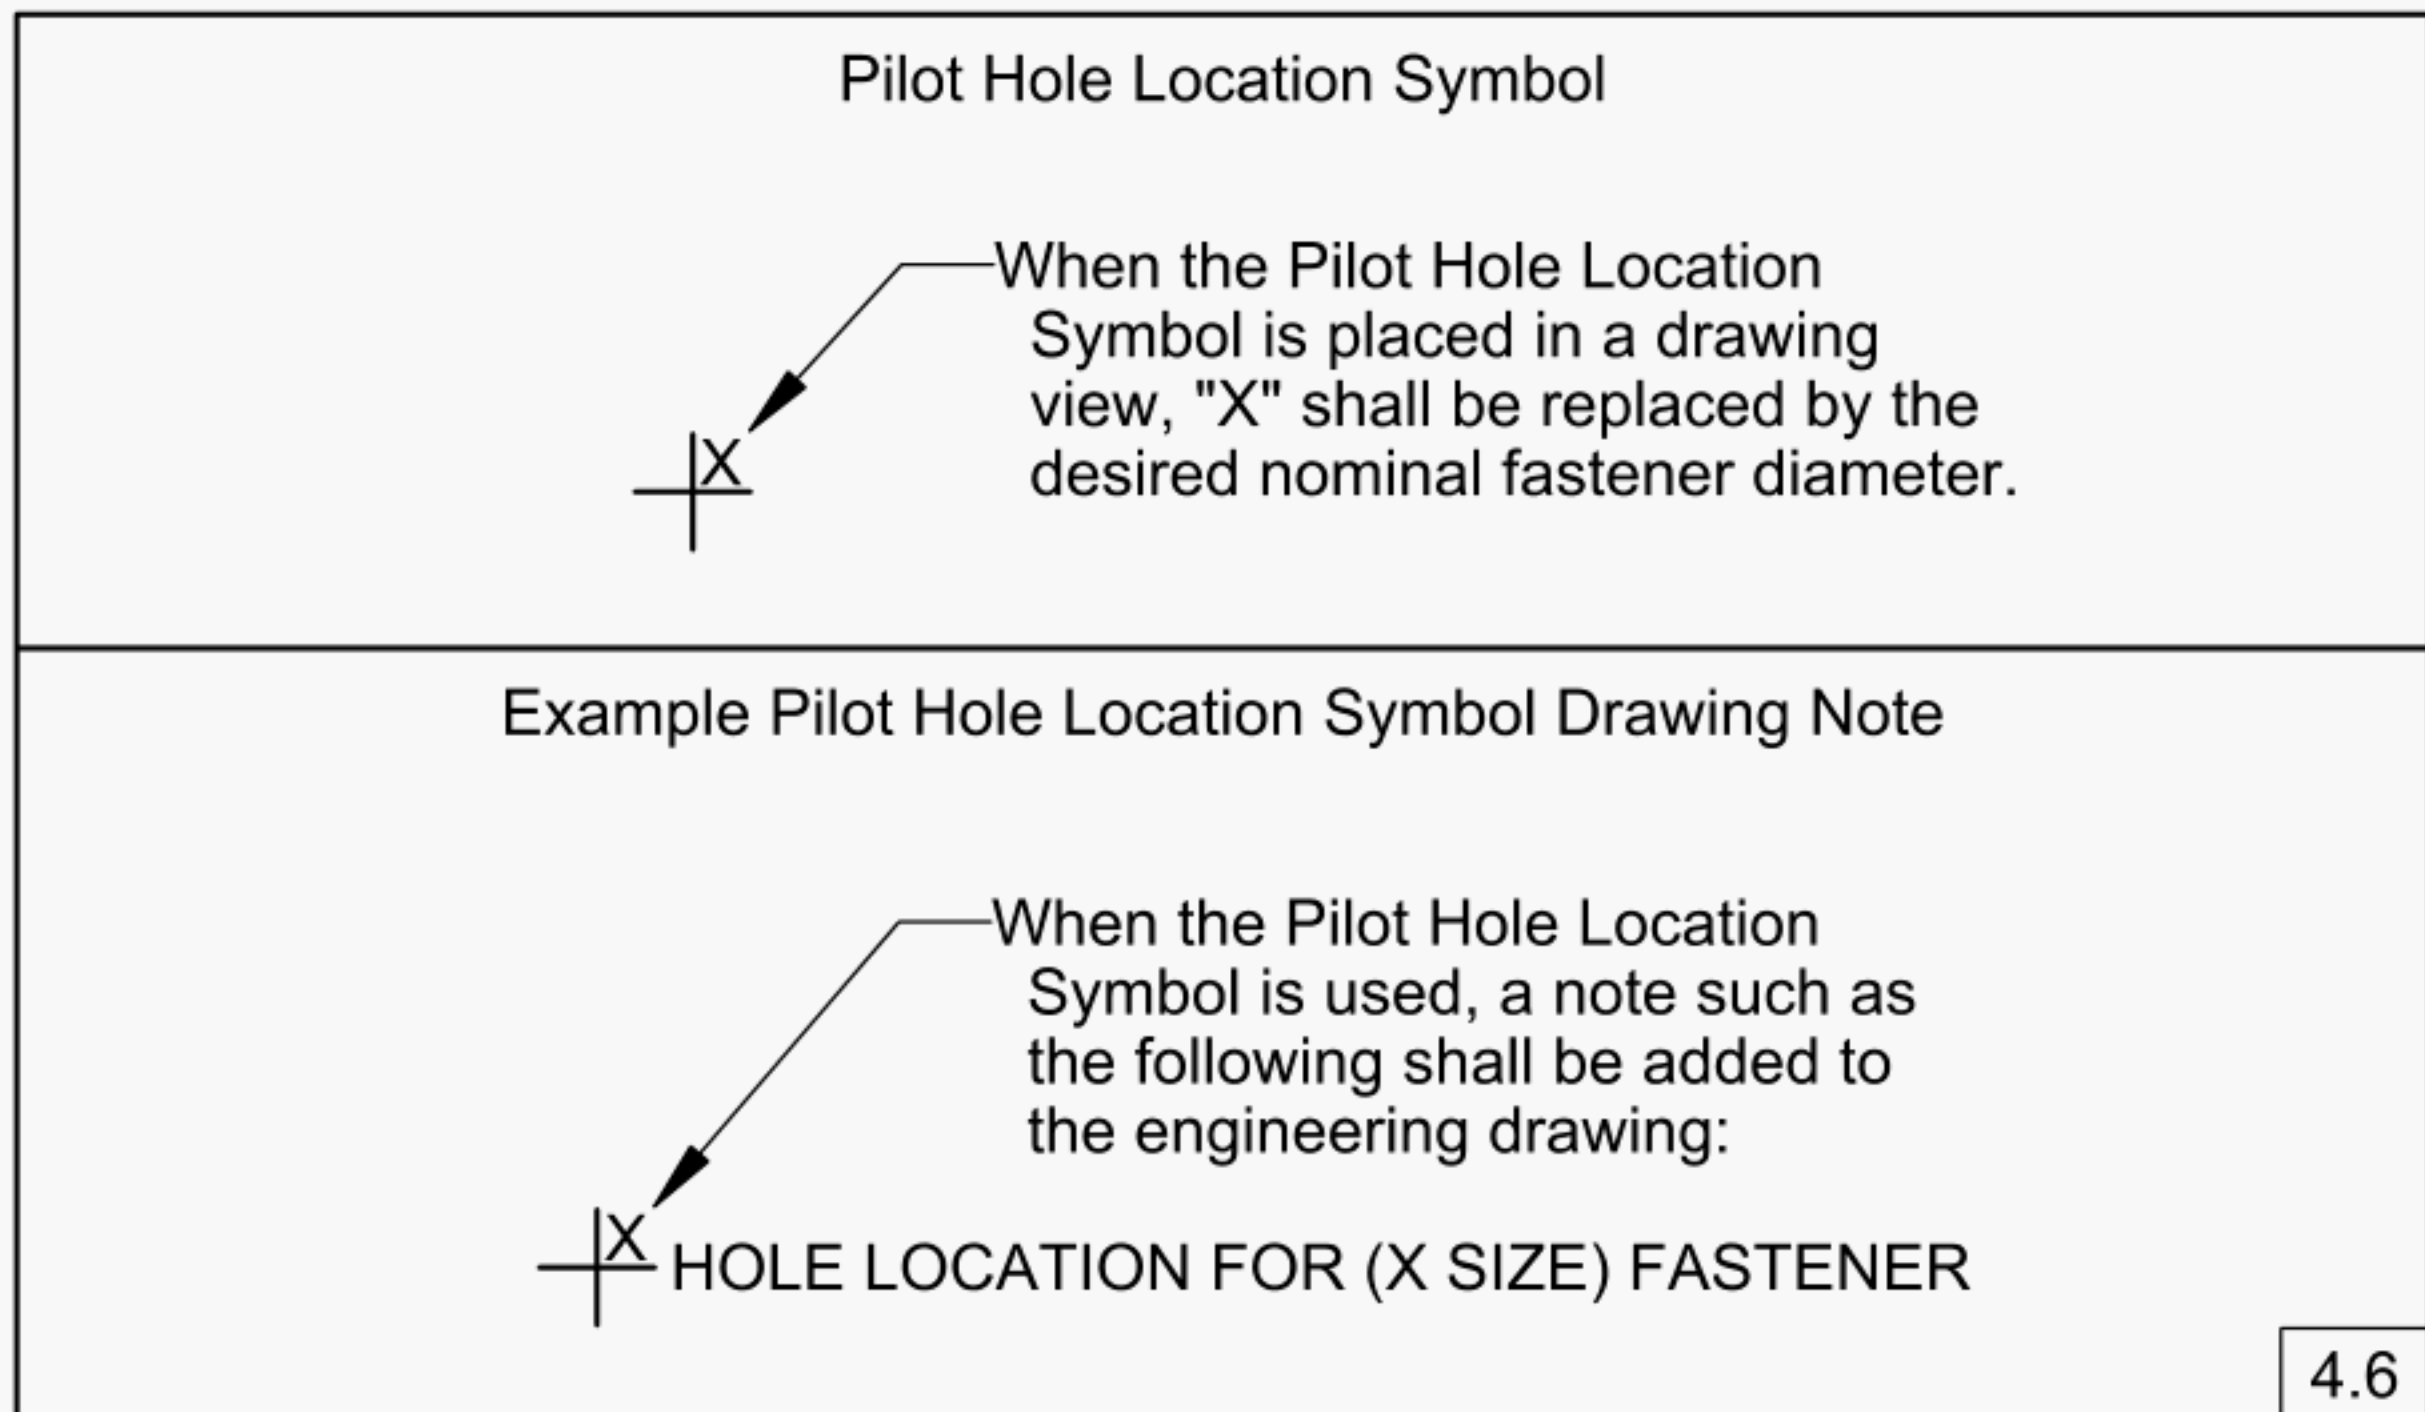 Pilot Hole Location Symbol
When the Pilot Hole Location
Symbol is placed in a drawing
view, "X" shall be replaced by the
desired nominal fastener diameter.
X
Example Pilot Hole Location Symbol Drawing Note
When the Pilot Hole Location
Symbol is used, a note such as
the following shall be added to
the engineering drawing:
X HOLE LOCATION FOR (X SIZE) FASTENER
4.6